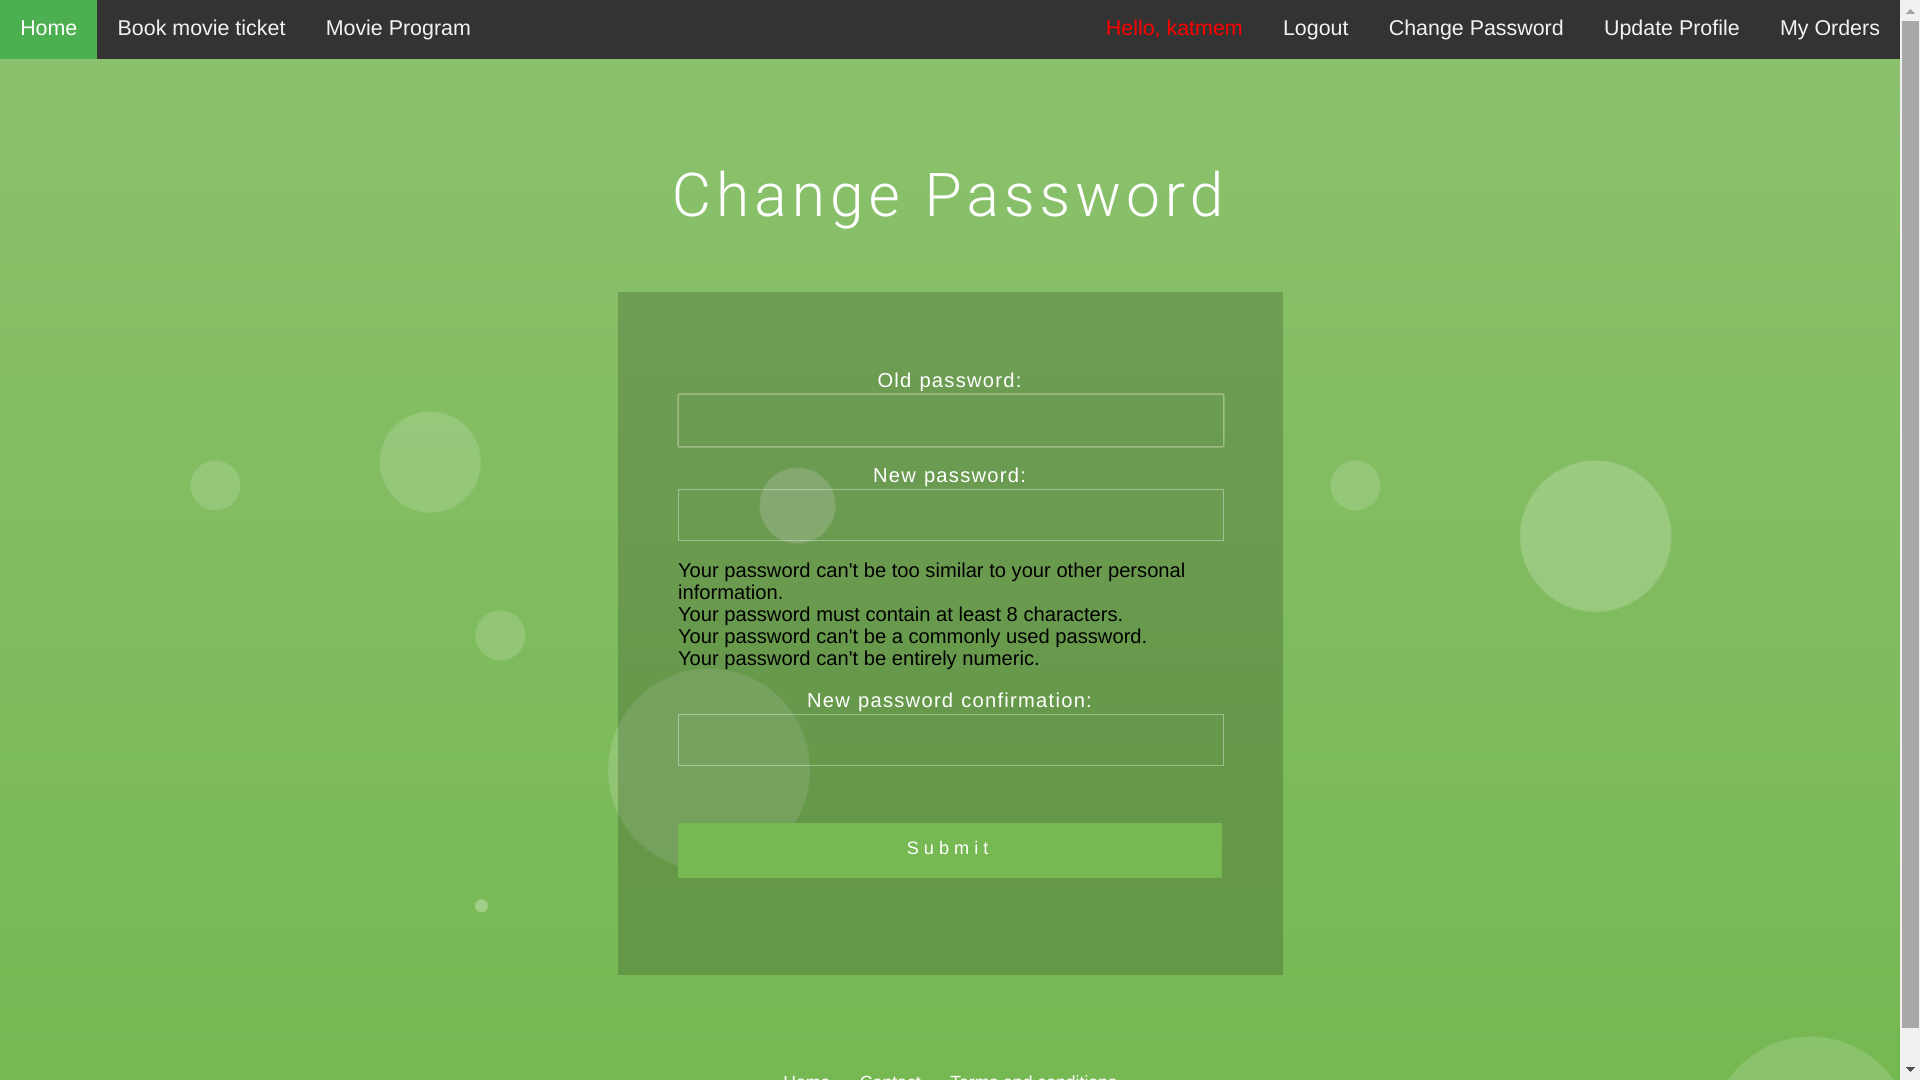 Home Book movie ticket Movie Program Hello, katmem Logout Change Password Update Profile My Orders
Change Password
Old password:
New password:
Your password can't be too similar to your other personal
information.
Your password must contain at least 8 characters.
Your password can't be a commonly used password.
Your password can't be entirely numeric.
New password confirmation:
Submit
Home Contact Terms and conditions